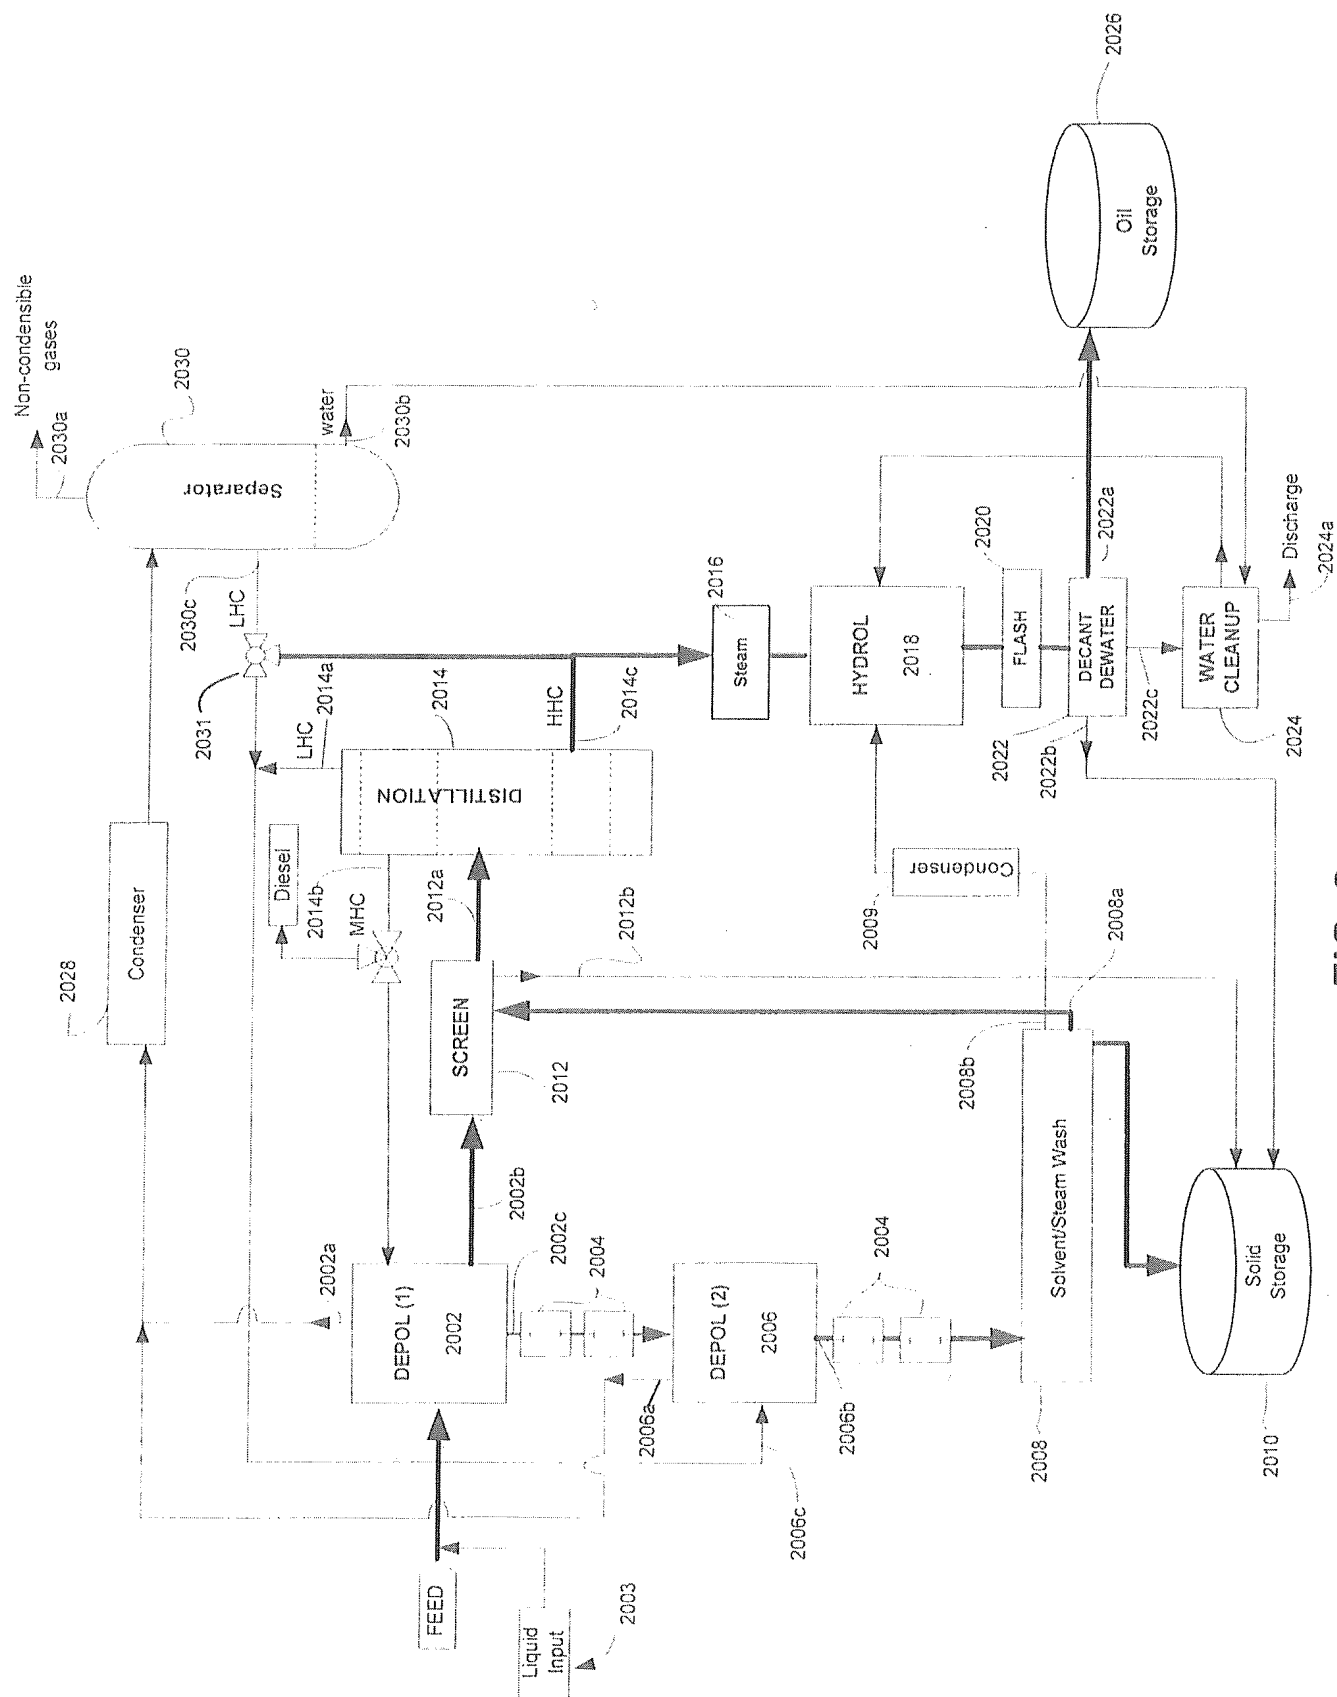 Non-condensible
gases
2030a
2030
Separator
water
2030b
2030c
LHC
2031
LHC
2014a
2014
HHC
2014c
DISTILLATION
2028
Condenser
Diesel
2014b
MHC
2012a
2012b
SCREEN
2012
2002b
2002a
DEPOL (1)
2002
2002c
2004
FEED
Liquid
Input
2003
2006a
DEPOL (2)
2006
2006b
2006c
2004
Solvent/Steam Wash
2008
2008a
2008b
2009
Condenser
2016
Steam
HYDROL
2018
2020
FLASH
DECANT
DEWATER
2022
2022a
2022b
2022c
WATER
CLEANUP
2024
Discharge
2024a
Oil
Storage
2026
Solid
Storage
2010